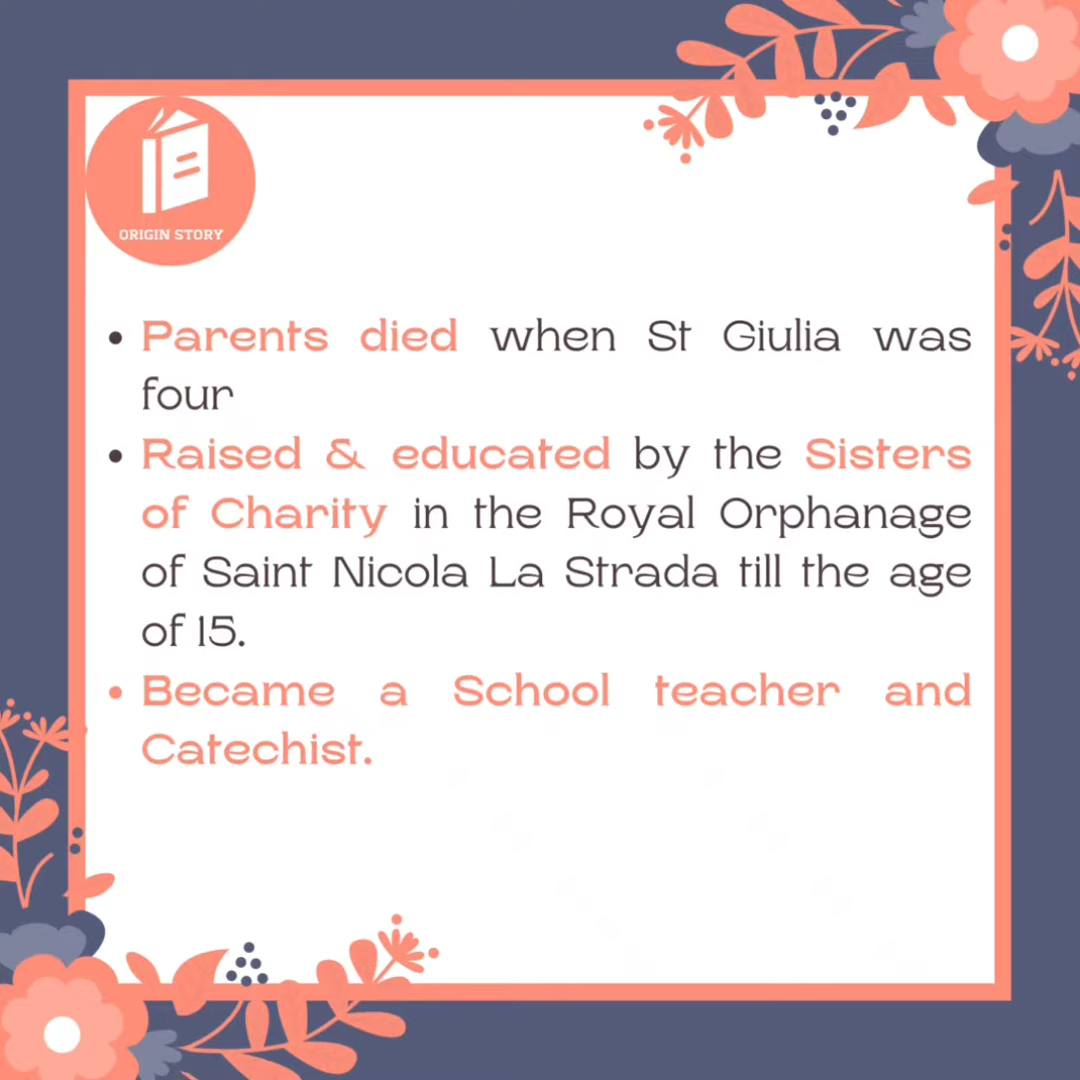 ORIGIN STORY
• Parents died when St Giulia was
four
• Raised & educated by the Sisters
of Charity in the Royal Orphanage
of Saint Nicola La Strada till the age
of 15.
• Became a School teacher and
Catechist.